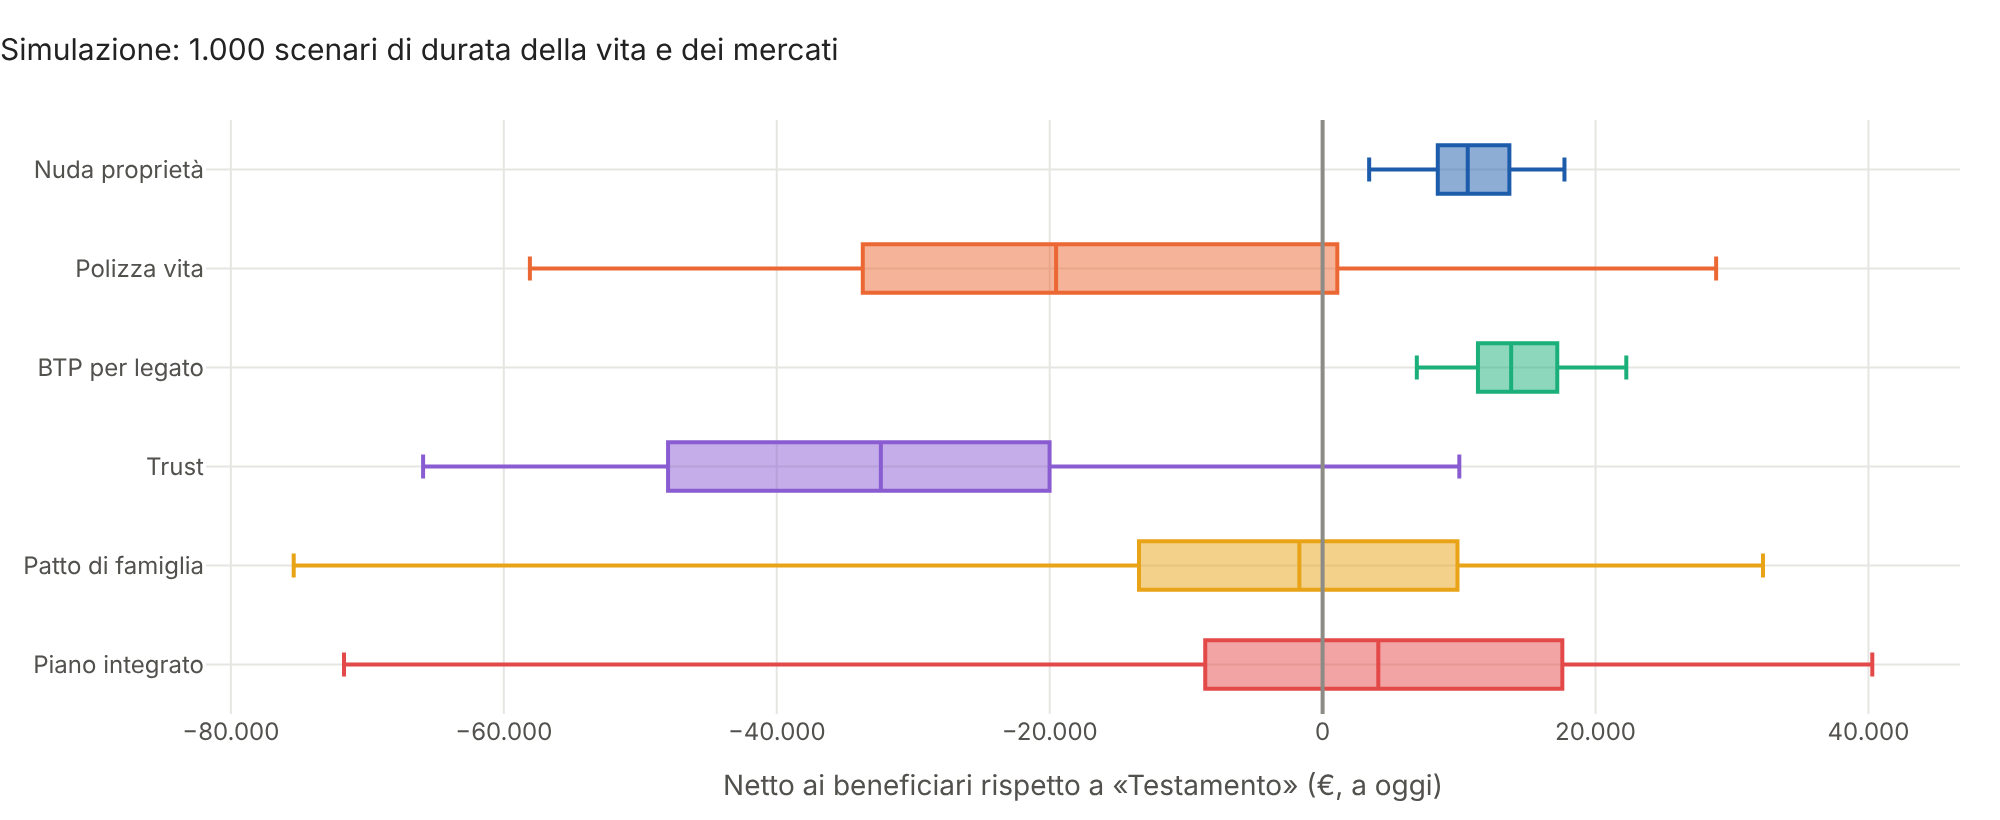 Simulazione: 1.000 scenari di durata della vita e dei mercati
Nuda proprietà
Polizza vita
BTP per legato
Trust
Patto di famiglia
Piano integrato
−80.000 −60.000 −40.000 −20.000 0 20.000 40.000
Netto ai beneficiari rispetto a «Testamento» (€, a oggi)